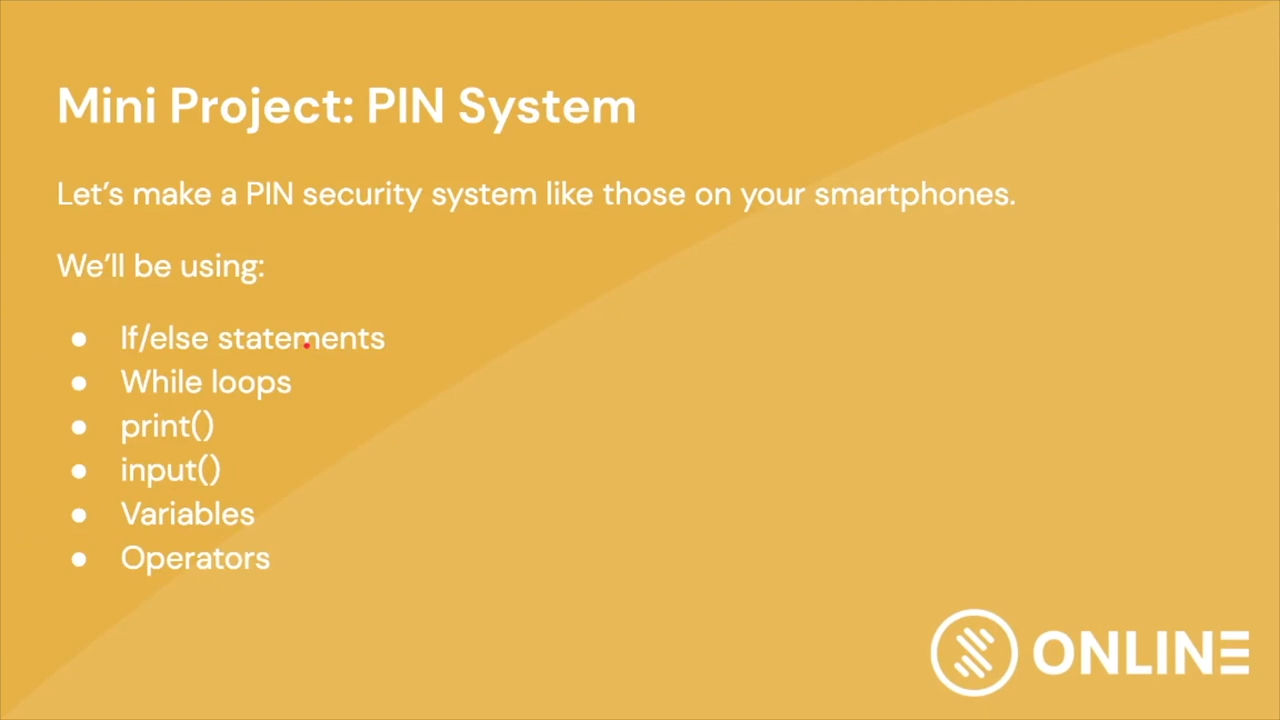 Mini Project: PIN System
Let's make a PIN security system like those on your smartphones.
We'll be using:
● If/else statements
● While loops
● print()
● input()
● Variables
● Operators
ONLINE